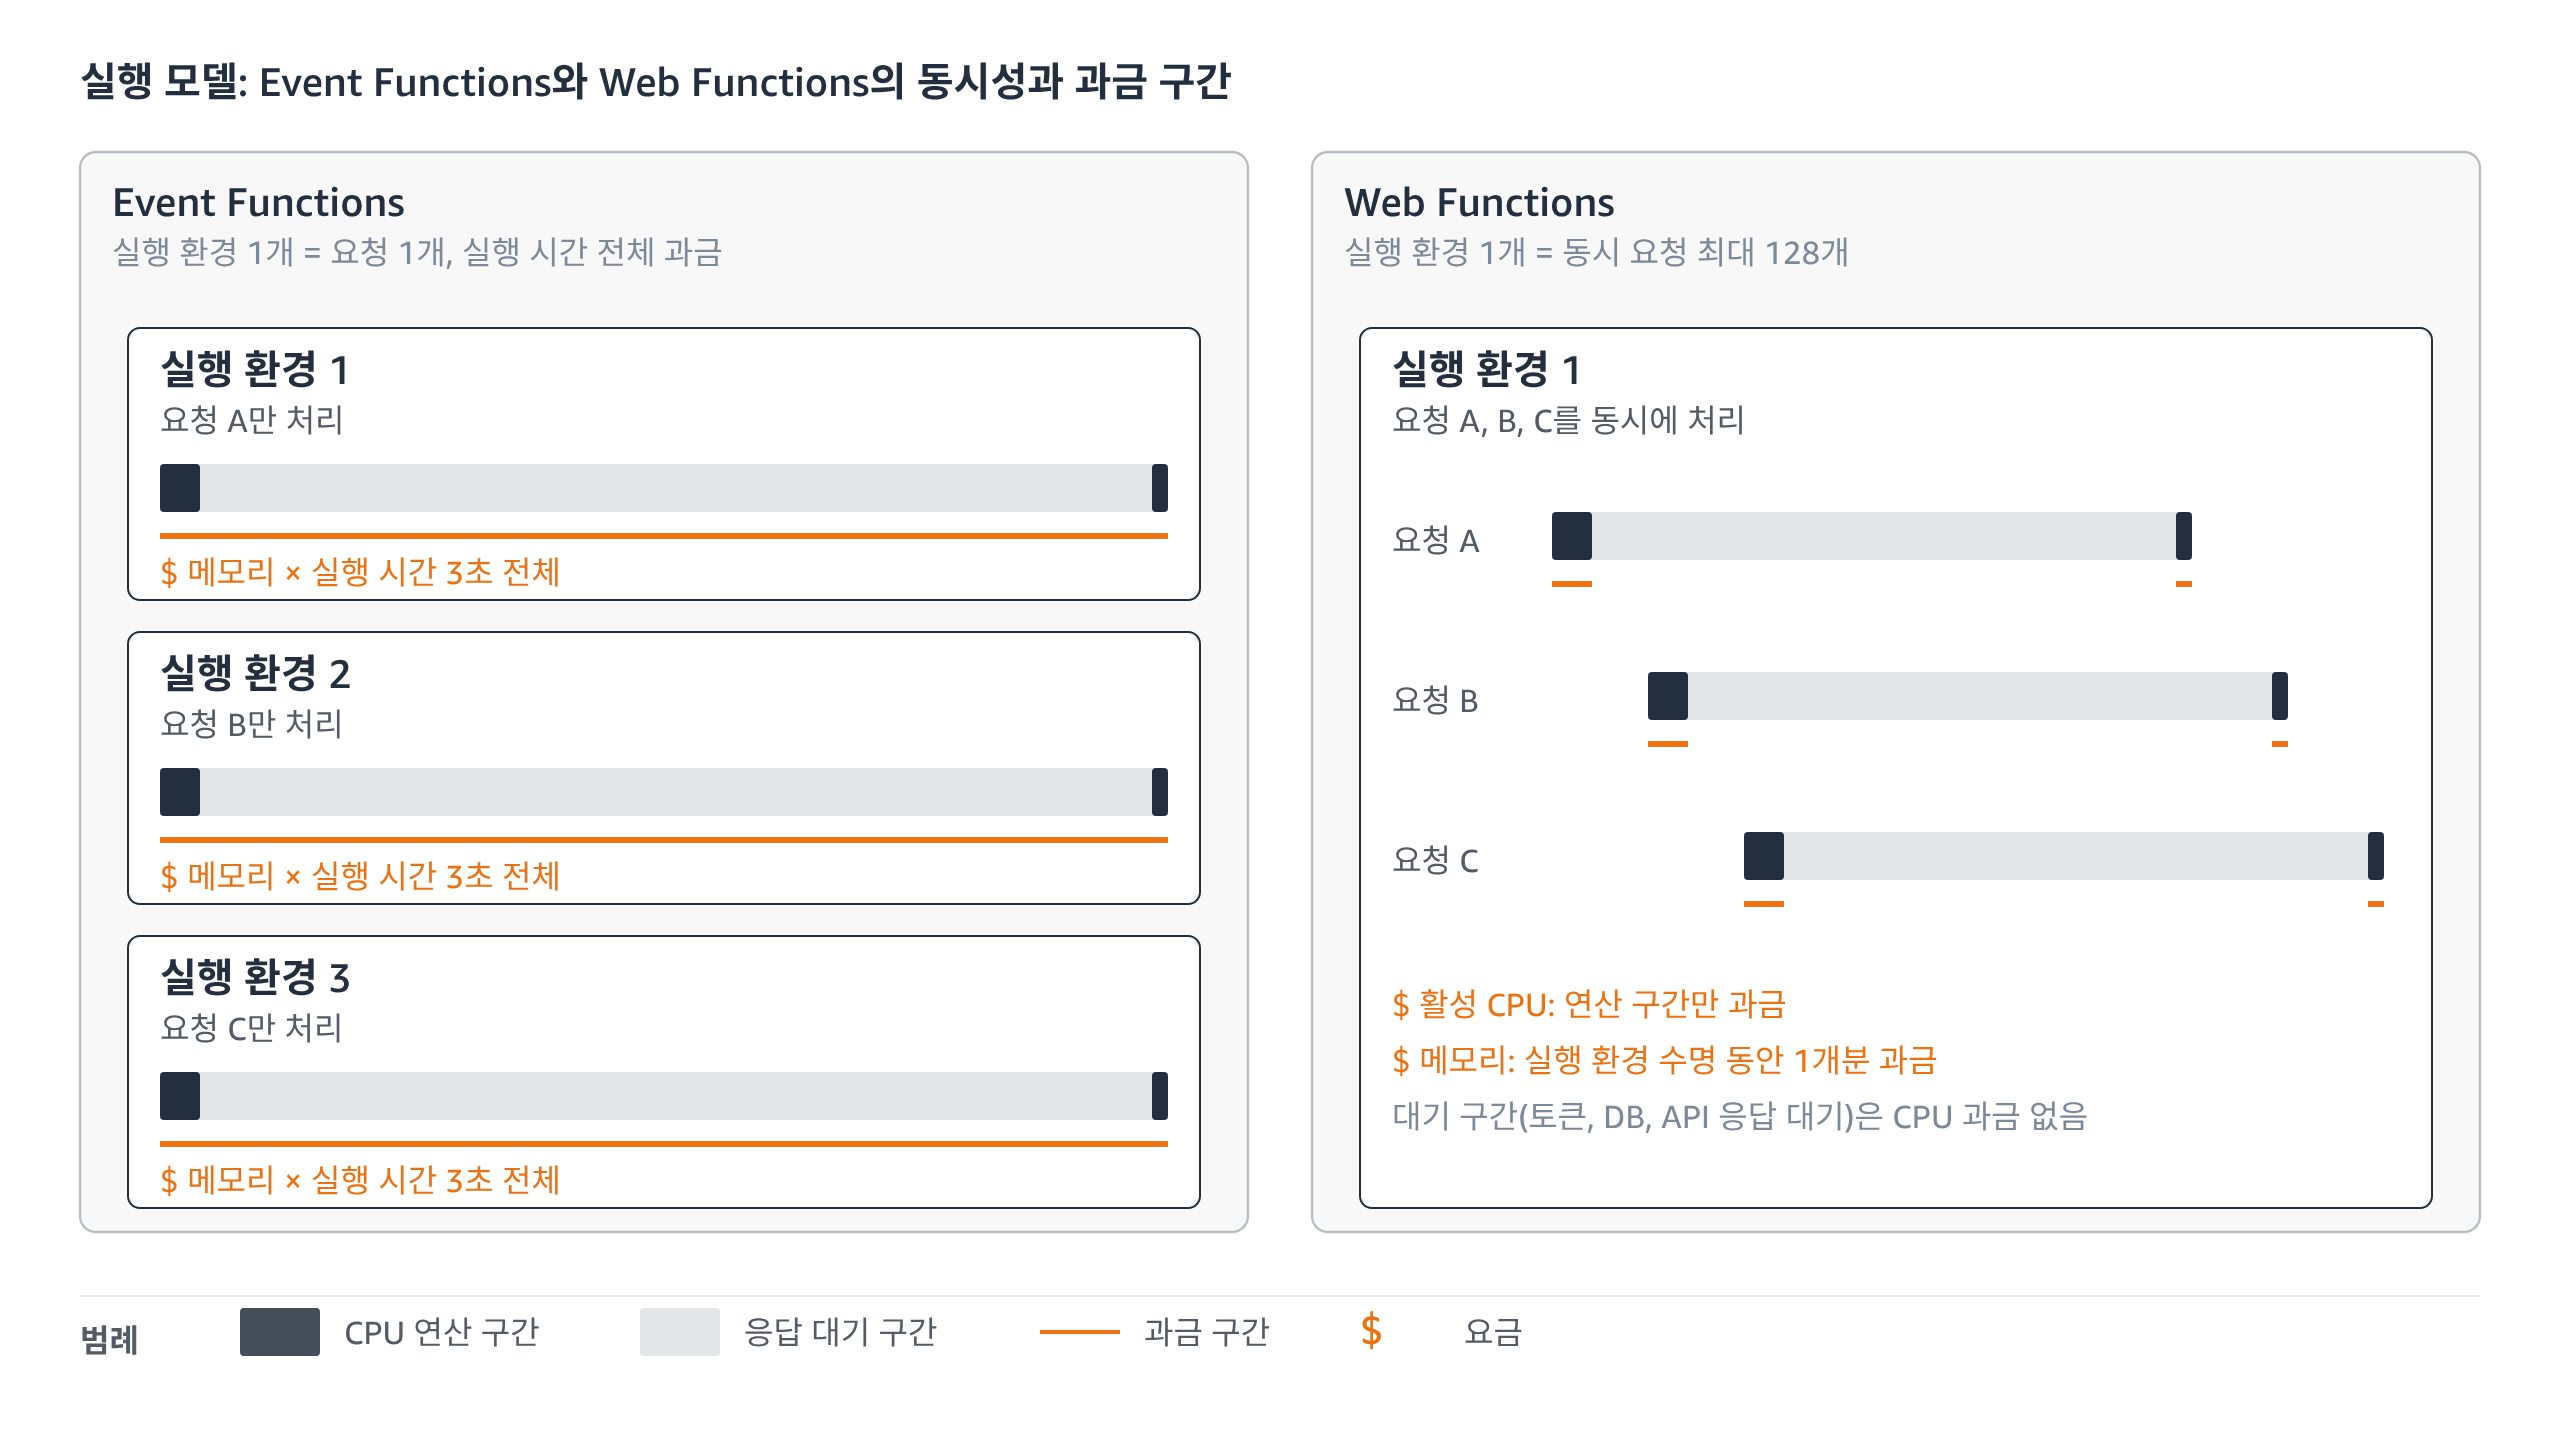 실행 모델: Event Functions와 Web Functions의 동시성과 과금 구간
Event Functions
실행 환경 1개 = 요청 1개, 실행 시간 전체 과금
실행 환경 1
요청 A만 처리
$ 메모리 × 실행 시간 3초 전체
실행 환경 2
요청 B만 처리
$ 메모리 × 실행 시간 3초 전체
실행 환경 3
요청 C만 처리
$ 메모리 × 실행 시간 3초 전체
Web Functions
실행 환경 1개 = 동시 요청 최대 128개
실행 환경 1
요청 A, B, C를 동시에 처리
요청 A
요청 B
요청 C
$ 활성 CPU: 연산 구간만 과금
$ 메모리: 실행 환경 수명 동안 1개분 과금
대기 구간(토큰, DB, API 응답 대기)은 CPU 과금 없음
범례
CPU 연산 구간
응답 대기 구간
과금 구간
$ 요금